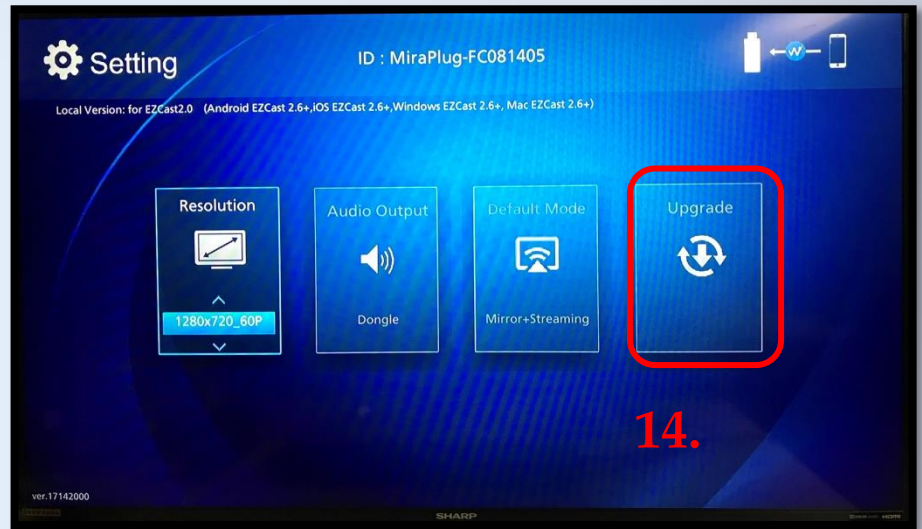 Setting
ID : MiraPlug-FC081405
Local Version: for EZCast2.0 (Android EZCast 2.6+,iOS EZCast 2.6+,Windows EZCast 2.6+, Mac EZCast 2.6+)
Resolution
Audio Output
Default Mode
Upgrade
1280x720_60P
Dongle
Mirror+Streaming
14.
ver.17142000
SHARP